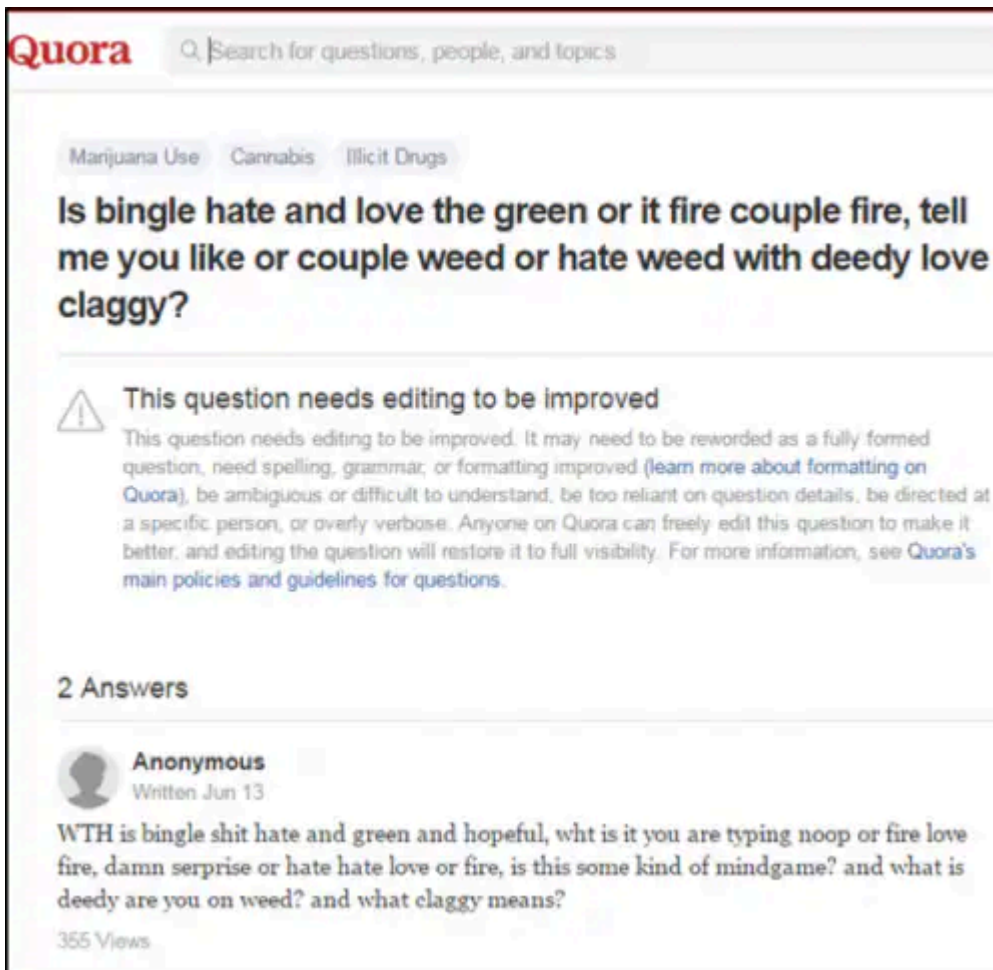 Quora
Search for questions, people, and topics
Marijuana Use Cannabis Illicit Drugs
Is bingle hate and love the green or it fire couple fire, tell
me you like or couple weed or hate weed with deedy love
claggy?
This question needs editing to be improved
This question needs editing to be improved. It may need to be reworded as a fully formed
question, need spelling, grammar, or formatting improved (learn more about formatting on
Quora), be ambiguous or difficult to understand, be too reliant on question details, be directed at
a specific person, or overly verbose. Anyone on Quora can freely edit this question to make it
better, and editing the question will restore it to full visibility. For more information, see Quora's
main policies and guidelines for questions.
2 Answers
Anonymous
Written Jun 13
WTH is bingle shit hate and green and hopeful, wht is it you are typing noop or fire love
fire, damn serprise or hate hate love or fire, is this some kind of mindgame? and what is
deedy are you on weed? and what claggy means?
355 Views